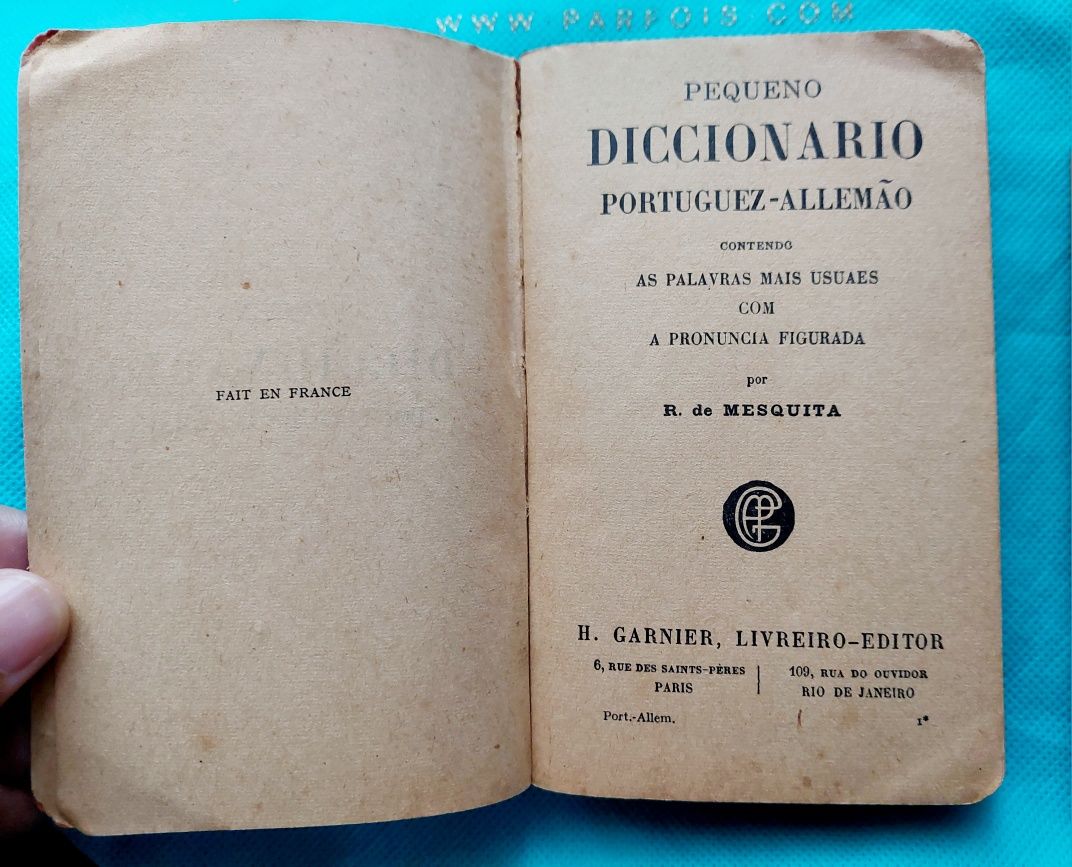 WWW.PARFOIS.COM
FAIT EN FRANCE
PEQUENO
DICCIONARIO
PORTUGUEZ-ALLEMÃO
CONTENDO
AS PALAVRAS MAIS USUAES
COM
A PRONUNCIA FIGURADA
por
R. de MESQUITA
H. GARNIER, LIVREIRO-EDITOR
6, RUE DES SAINTS-PÈRES
PARIS
109, RUA DO OUVIDOR
RIO DE JANEIRO
Port.-Allem.
1*